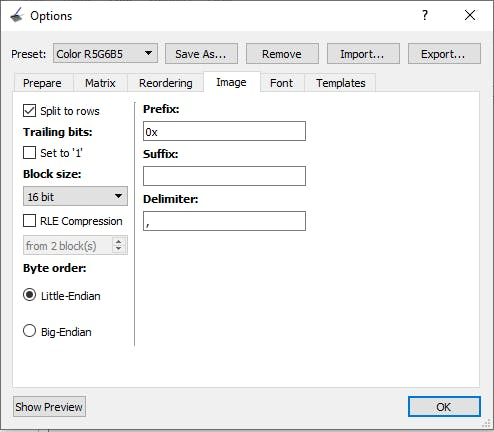 Options
?
Preset: Color R5G6B5 Save As... Remove Import... Export...
Prepare Matrix Reordering Image Font Templates
Split to rows
Trailing bits:
Set to '1'
Block size:
16 bit
RLE Compression
from 2 block(s)
Byte order:
Little-Endian
Big-Endian
Prefix:
0x
Suffix:
Delimiter:
,
Show Preview OK